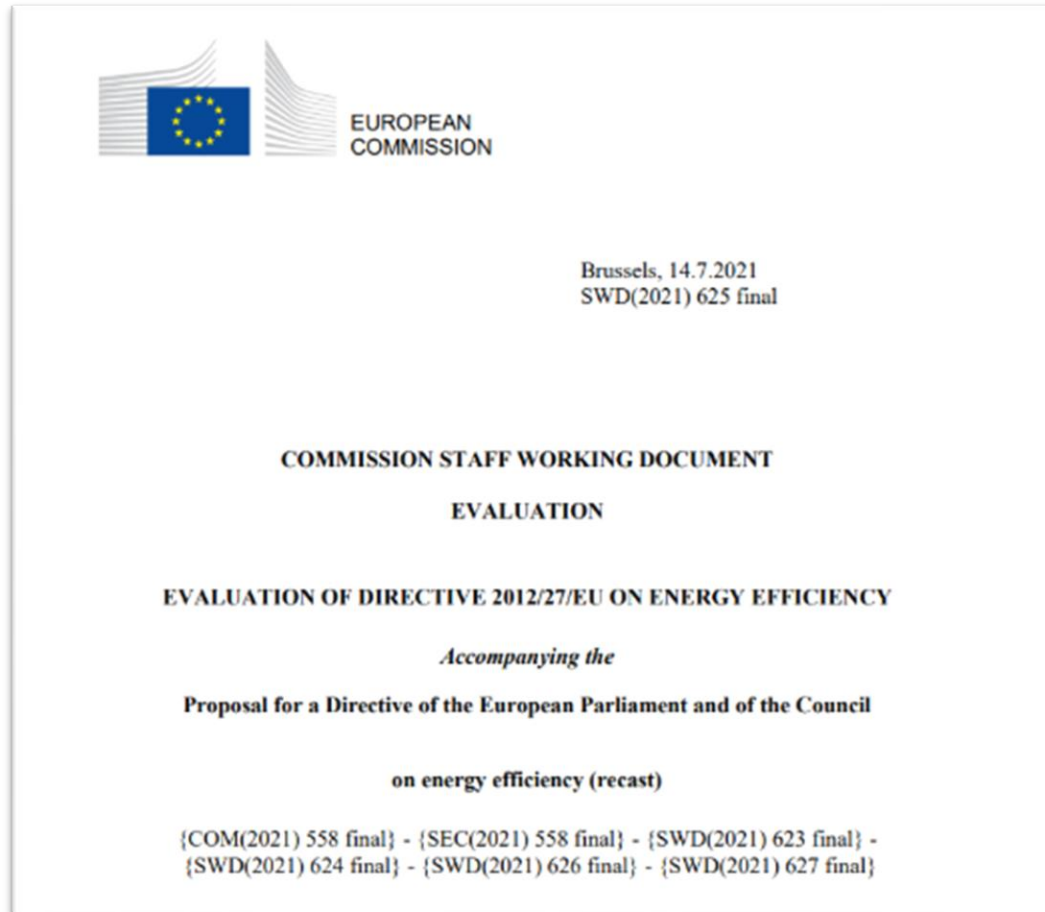 EUROPEAN
COMMISSION
Brussels, 14.7.2021
SWD(2021) 625 final
COMMISSION STAFF WORKING DOCUMENT
EVALUATION
EVALUATION OF DIRECTIVE 2012/27/EU ON ENERGY EFFICIENCY
Accompanying the
Proposal for a Directive of the European Parliament and of the Council
on energy efficiency (recast)
{COM(2021) 558 final} - {SEC(2021) 558 final} - {SWD(2021) 623 final} -
{SWD(2021) 624 final} - {SWD(2021) 626 final} - {SWD(2021) 627 final}